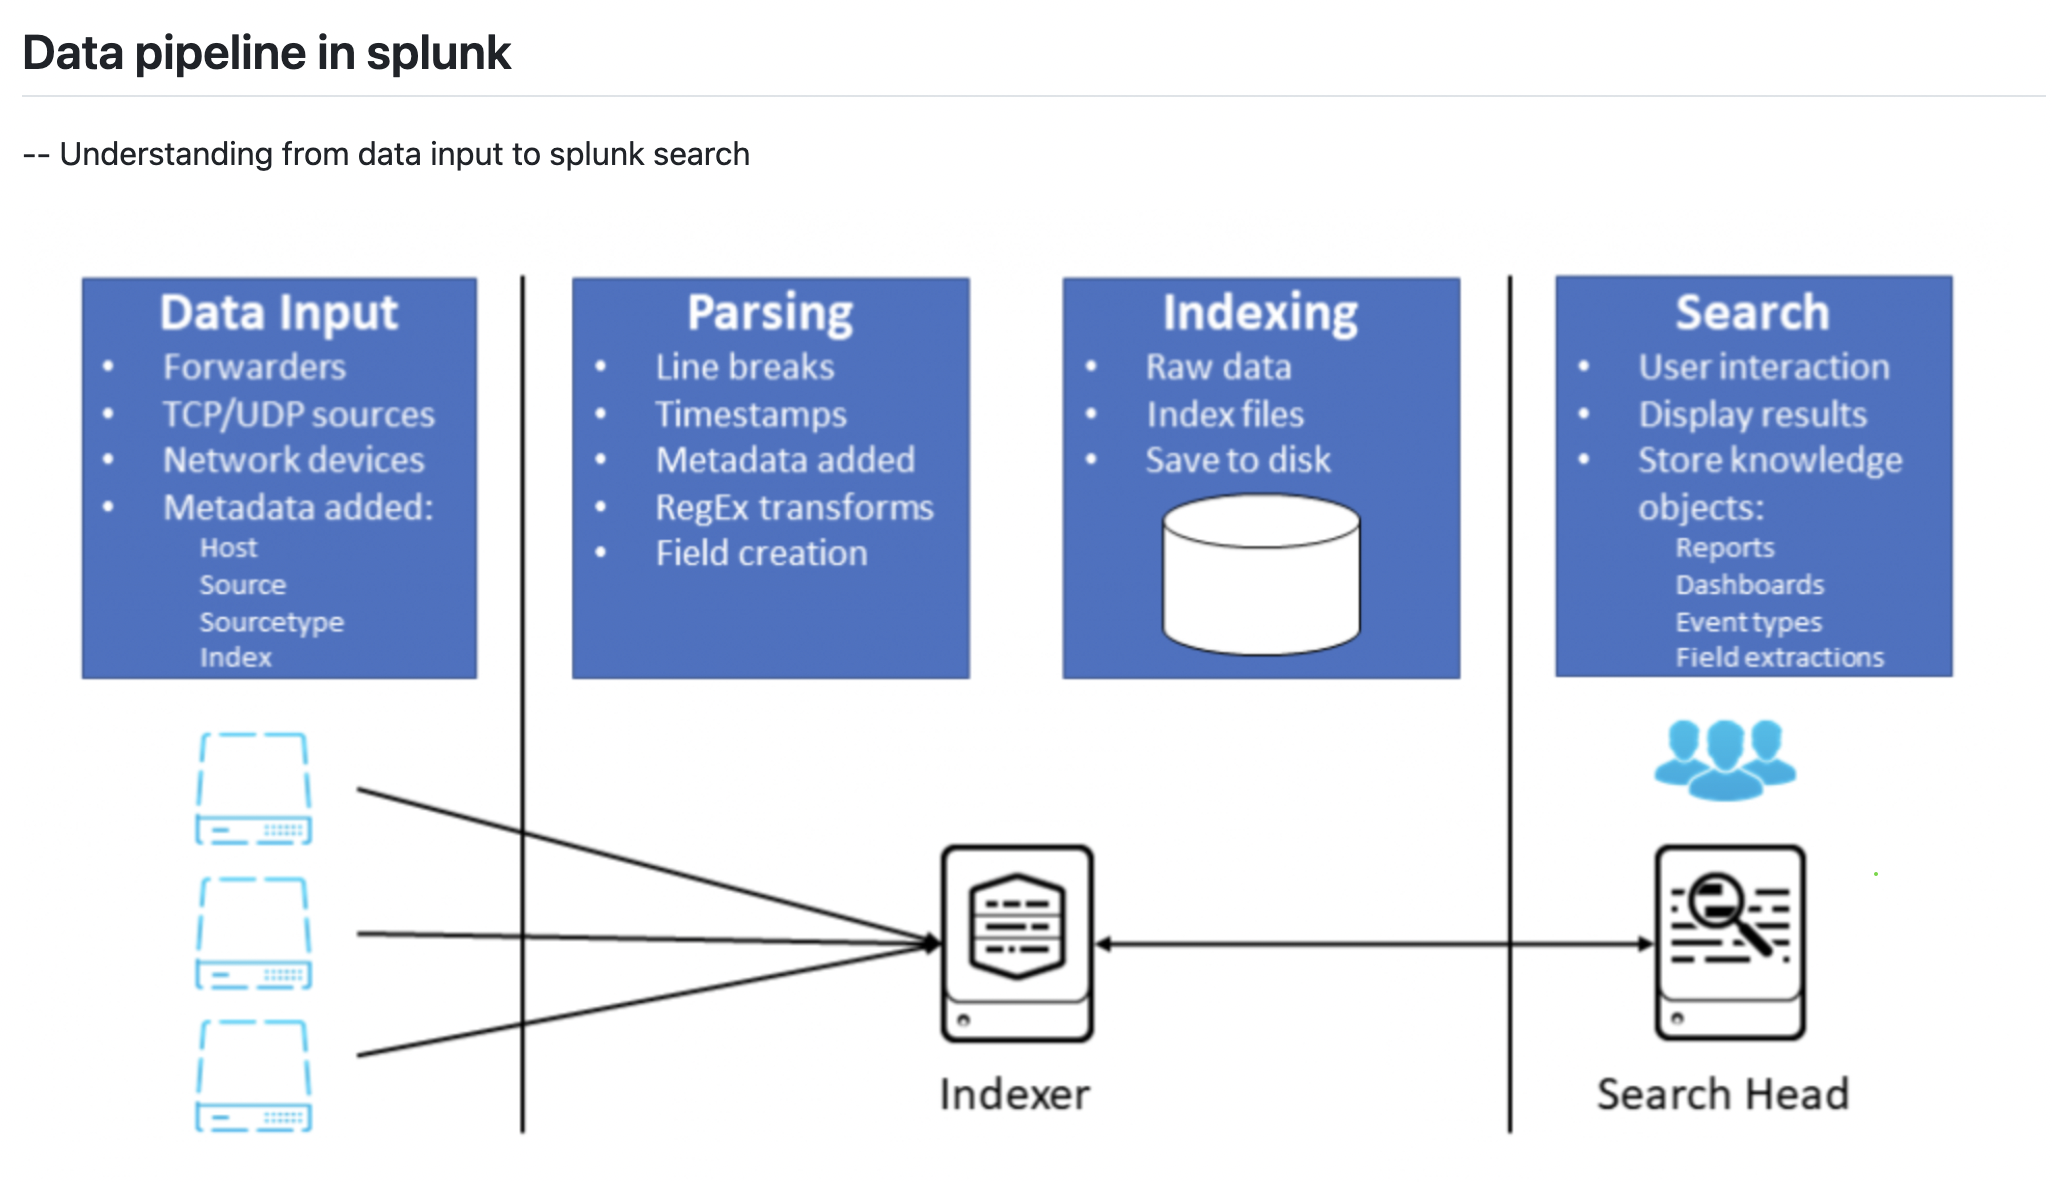 Data pipeline in splunk
-- Understanding from data input to splunk search
Data Input
• Forwarders
• TCP/UDP sources
• Network devices
• Metadata added:
Host
Source
Sourcetype
Index
Parsing
• Line breaks
• Timestamps
• Metadata added
• RegEx transforms
• Field creation
Indexing
• Raw data
• Index files
• Save to disk
Search
• User interaction
• Display results
• Store knowledge
objects:
Reports
Dashboards
Event types
Field extractions
Indexer
Search Head